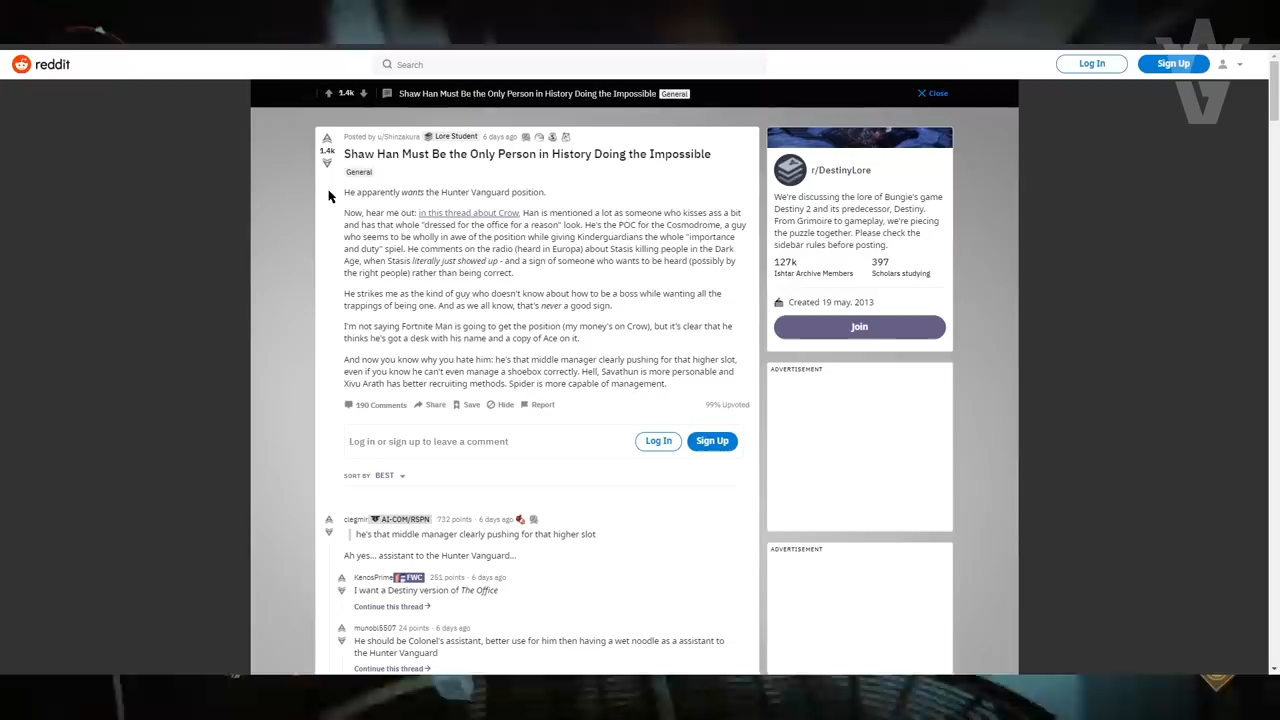 WG
reddit
Search
Log In
Sign Up
1.4k
Shaw Han Must Be the Only Person in History Doing the Impossible
General
Close
Posted by u/Shinzakura Lore Student 6 days ago
1.4k
Shaw Han Must Be the Only Person in History Doing the Impossible
General
He apparently wants the Hunter Vanguard position.
Now, hear me out: in this thread about Crow, Han is mentioned a lot as someone who kisses ass a bit
and has that whole "dressed for the office for a reason" look. He's the POC for the Cosmodrome, a guy
who seems to be wholly in awe of the position while giving Kinderguardians the whole "importance
and duty" spiel. He comments on the radio (heard in Europa) about Stasis killing people in the Dark
Age, when Stasis literally just showed up - and a sign of someone who wants to be heard (possibly by
the right people) rather than being correct.
He strikes me as the kind of guy who doesn't know about how to be a boss while wanting all the
trappings of being one. And as we all know, that's never a good sign.
I'm not saying Fortnite Man is going to get the position (my money's on Crow), but it's clear that he
thinks he's got a desk with his name and a copy of Ace on it.
And now you know why you hate him: he's that middle manager clearly pushing for that higher slot,
even if you know he can't even manage a shoebox correctly. Hell, Savathun is more personable and
Xivu Arath has better recruiting methods. Spider is more capable of management.
190 Comments Share Save Hide Report 99% Upvoted
Log in or sign up to leave a comment
Log In
Sign Up
SORT BY BEST
ciegmir AI-COM/RSPN 732 points · 6 days ago
he's that middle manager clearly pushing for that higher slot
Ah yes... assistant to the Hunter Vanguard...
KenosPrime FWC 251 points · 6 days ago
I want a Destiny version of The Office
Continue this thread
munobl5507 24 points · 6 days ago
He should be Colonel's assistant, better use for him then having a wet noodle as a assistant to
the Hunter Vanguard
Continue this thread
r/DestinyLore
We're discussing the lore of Bungie's game
Destiny 2 and its predecessor, Destiny.
From Grimoire to gameplay, we're piecing
the puzzle together. Please check the
sidebar rules before posting.
127k 397
Ishtar Archive Members Scholars studying
Created 19 may. 2013
Join
ADVERTISEMENT
ADVERTISEMENT